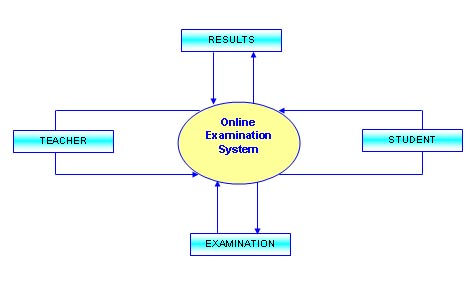 RESULTS
Online
Examination
System
TEACHER
STUDENT
EXAMINATION